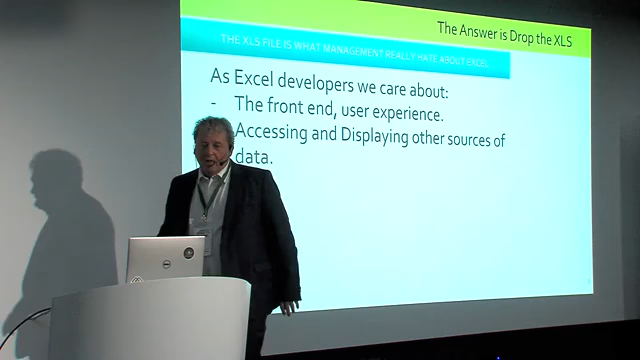 The Answer is Drop the XLS
THE XLS FILE IS WHAT MANAGEMENT REALLY HATE ABOUT EXCEL
As Excel developers we care about:
- The front end, user experience.
Accessing and Displaying other sources of
data.
DELL